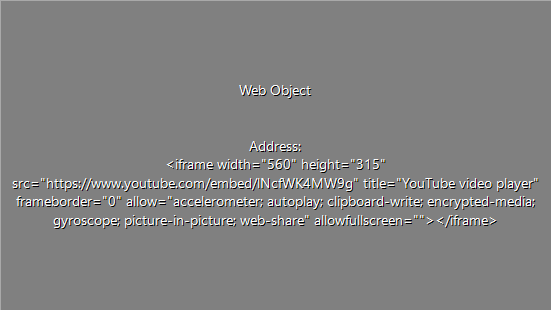 Web Object
Address:
<iframe width="560" height="315"
src="https://www.youtube.com/embed/lNcfWK4MW9g" title="YouTube video player"
frameborder="0" allow="accelerometer; autoplay; clipboard-write; encrypted-media;
gyroscope; picture-in-picture; web-share" allowfullscreen=""></iframe>